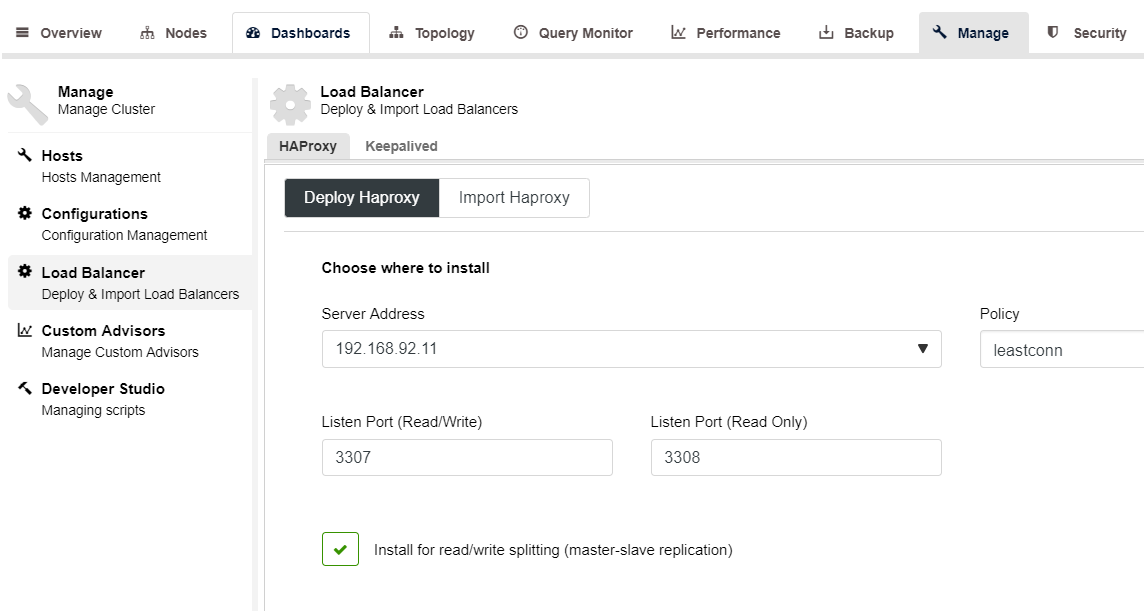 Overview Nodes Dashboards Topology Query Monitor Performance Backup Manage Security
Manage
Manage Cluster
Hosts
Hosts Management
Configurations
Configuration Management
Load Balancer
Deploy & Import Load Balancers
Custom Advisors
Manage Custom Advisors
Developer Studio
Managing scripts
Load Balancer
Deploy & Import Load Balancers
HAProxy Keepalived
Deploy Haproxy Import Haproxy
Choose where to install
Server Address Policy
192.168.92.11 leastconn
Listen Port (Read/Write) Listen Port (Read Only)
3307 3308
Install for read/write splitting (master-slave replication)